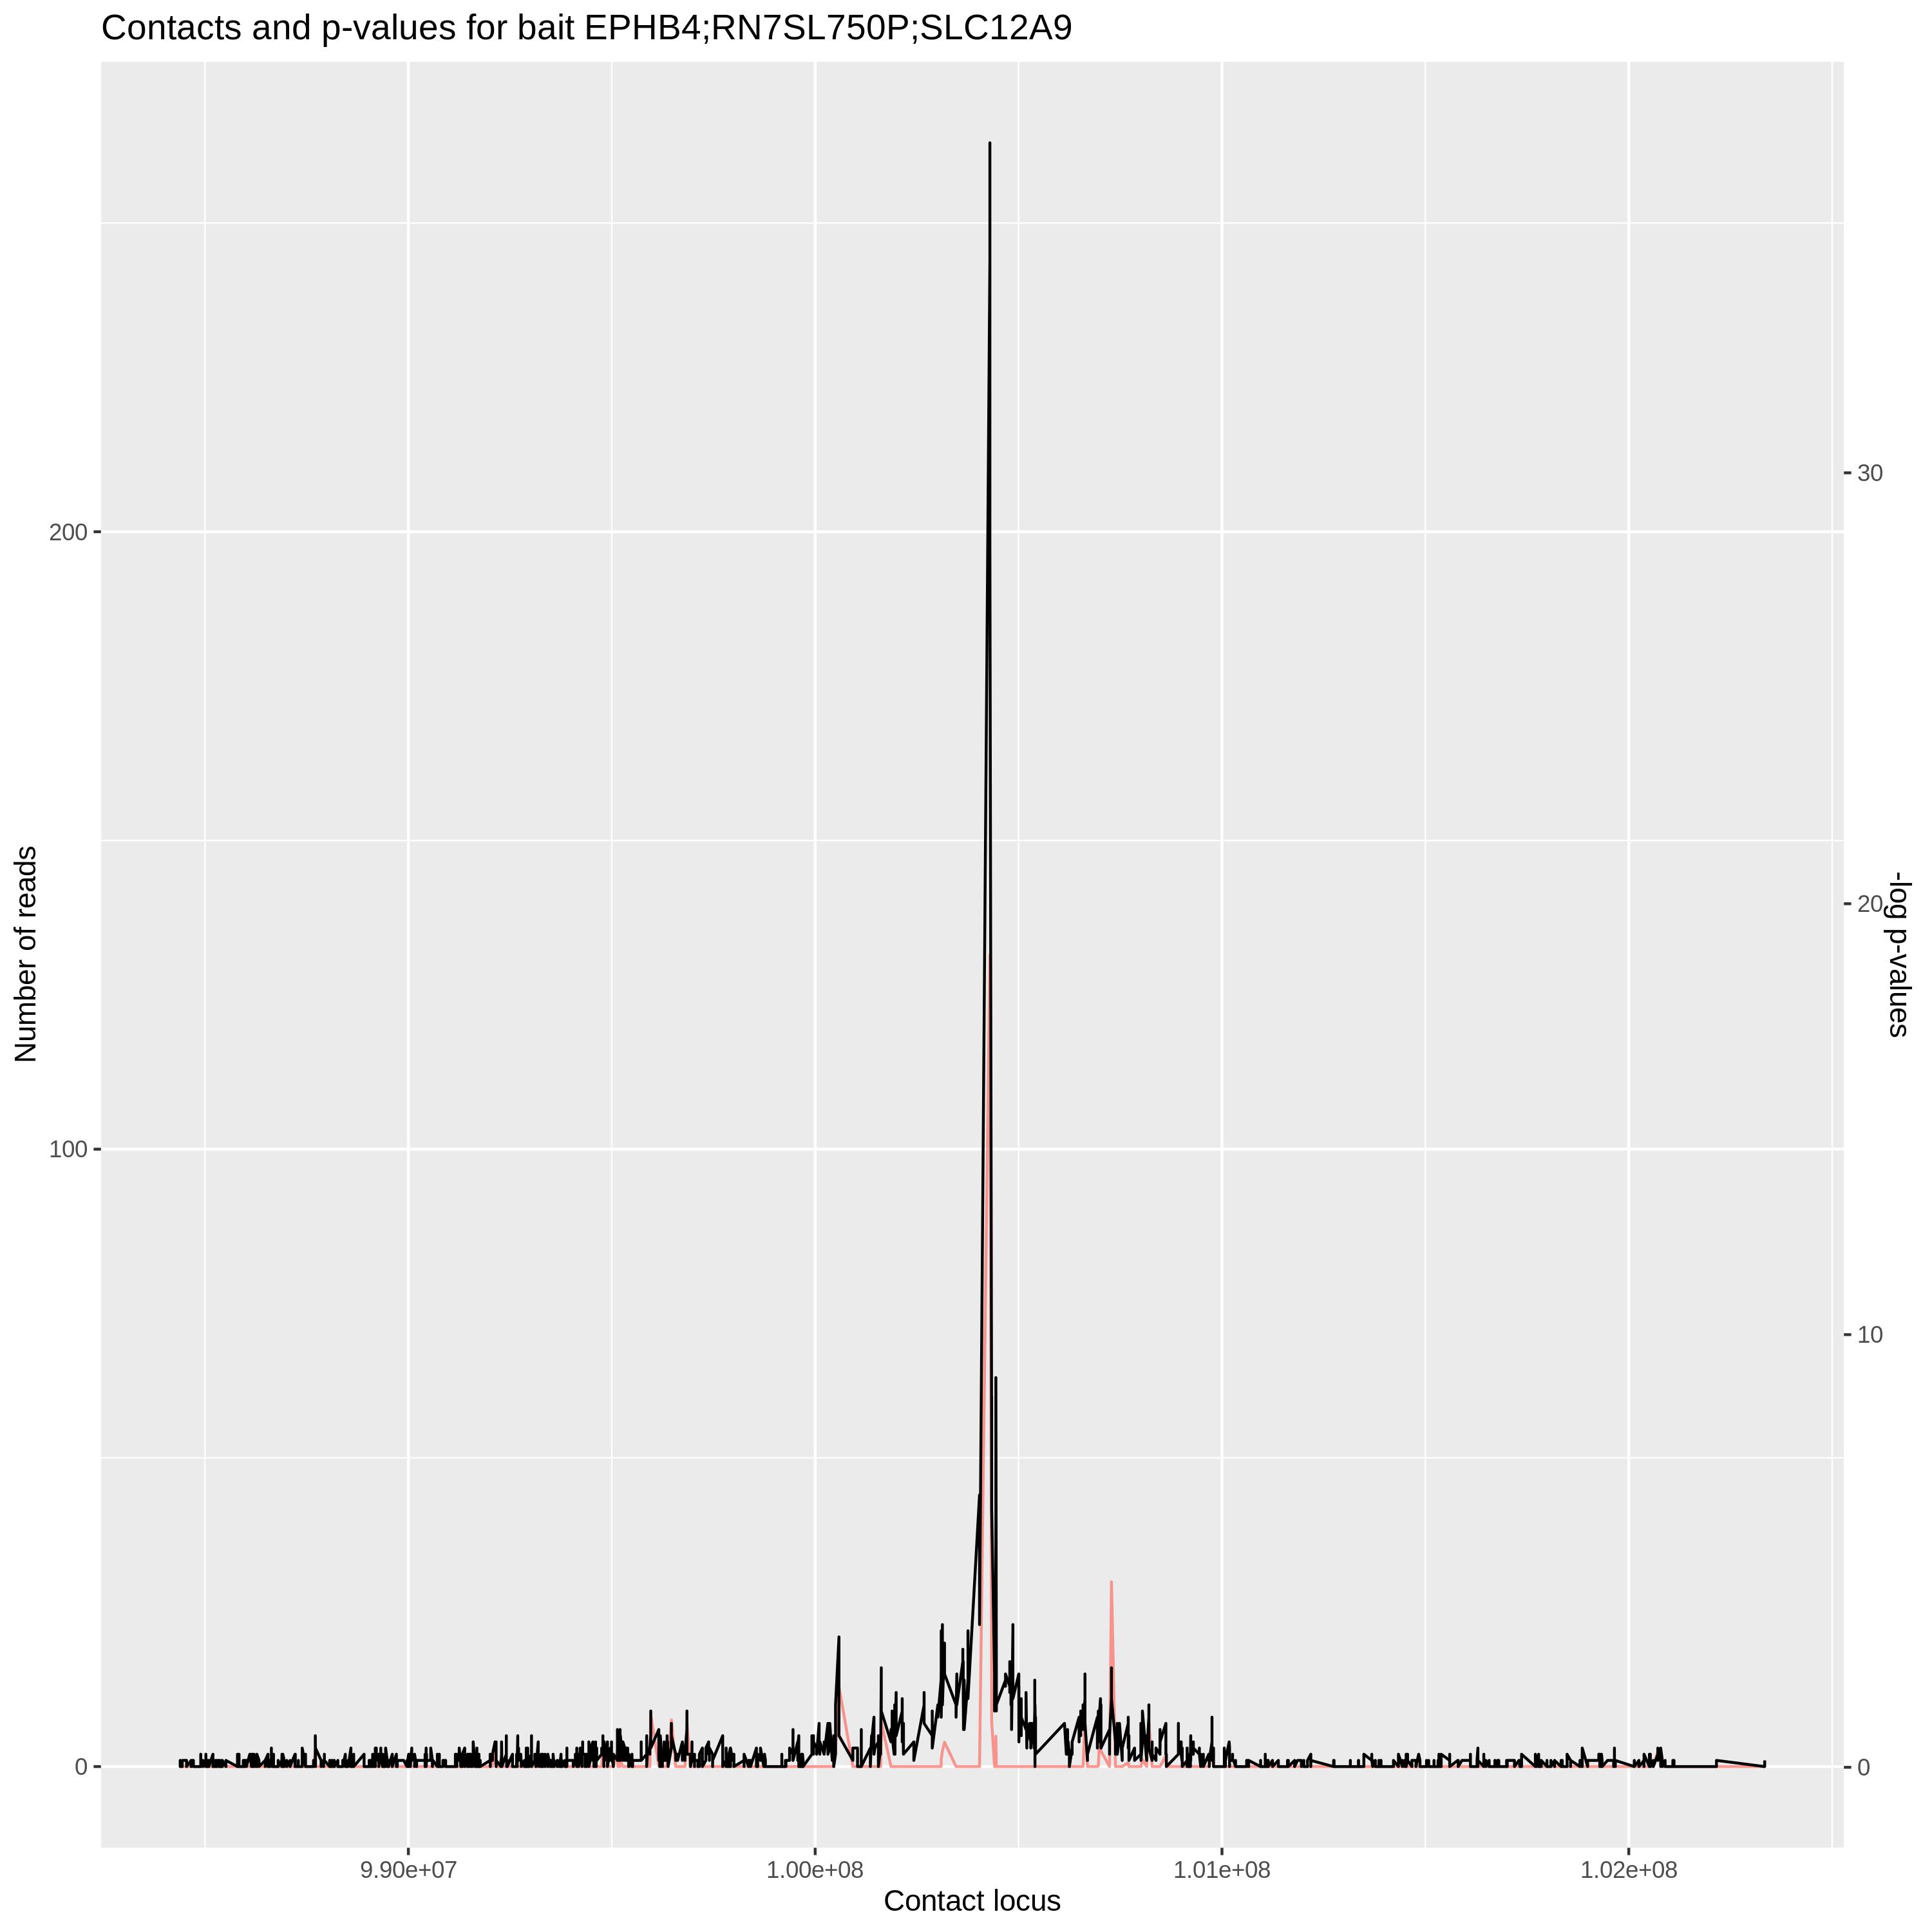 Contacts and p-values for bait EPHB4;RN7SL750P;SLC12A9
Number of reads
200
100
0
30
20
10
0
-log p-values
9.90e+07 1.00e+08 1.01e+08 1.02e+08
Contact locus